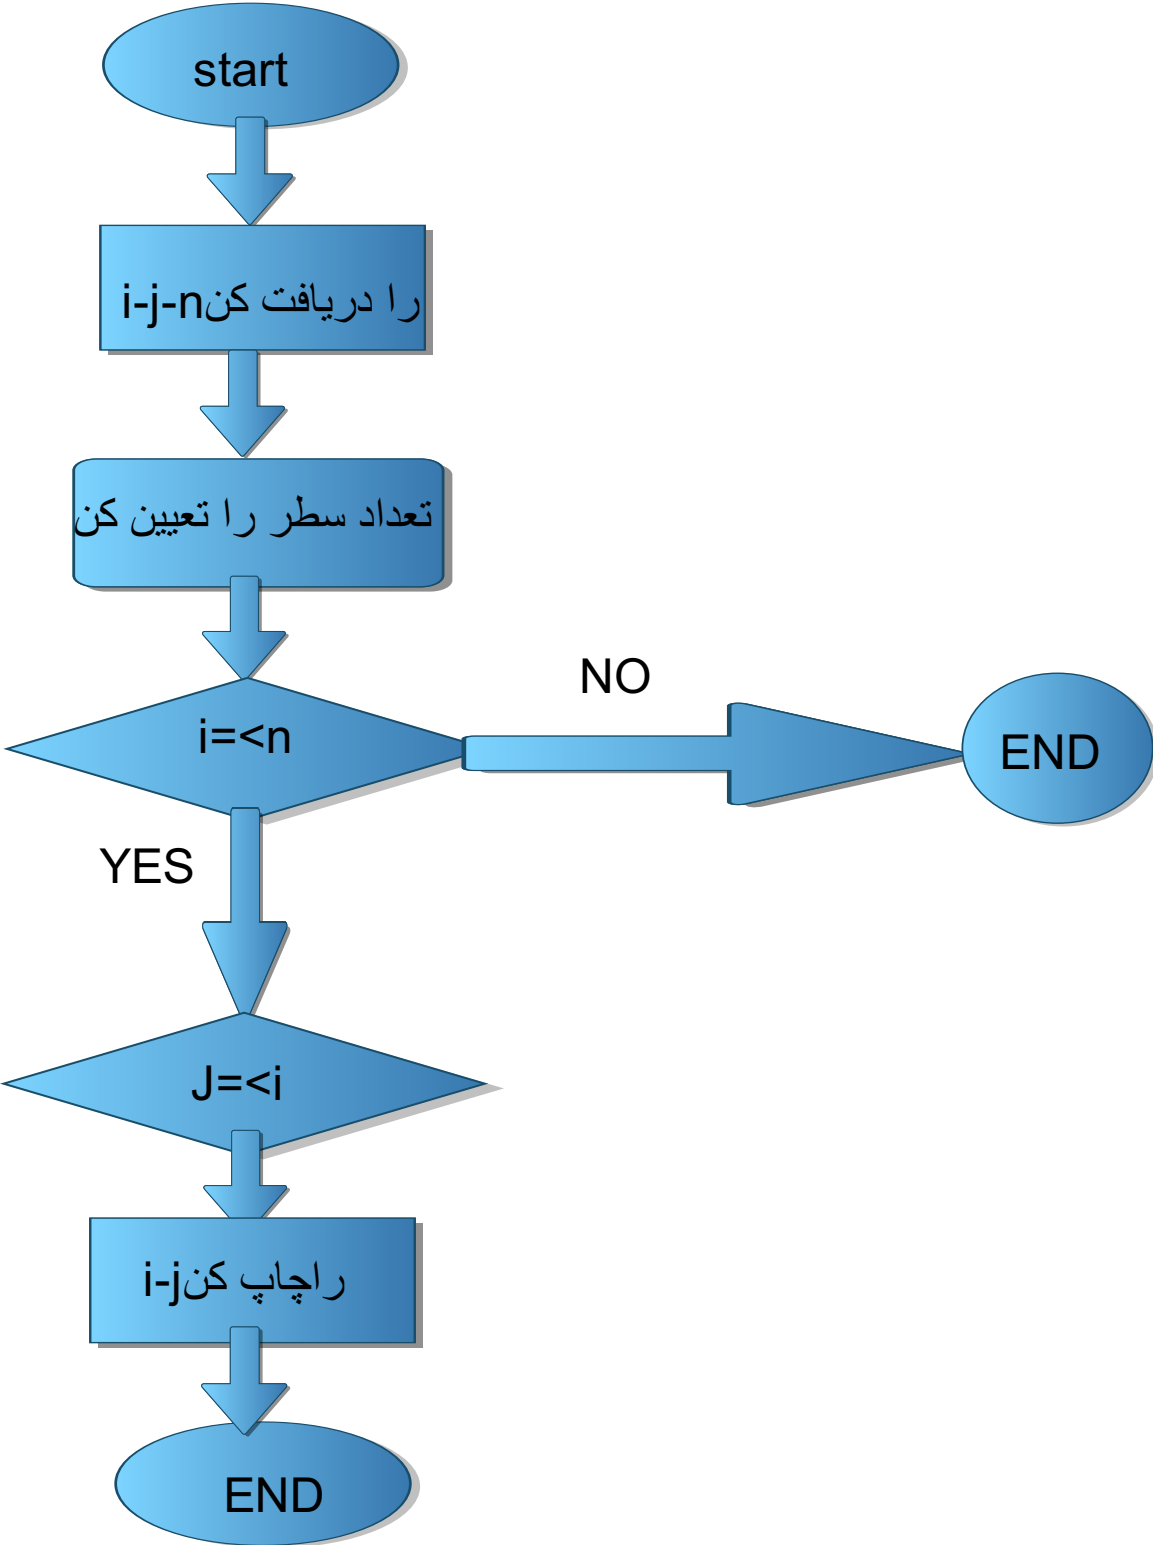 start
i-j-nرا دریافت کن
تعداد سطر را تعیین کن
i=<n
NO
END
YES
J=<i
i-jراچاپ کن
END